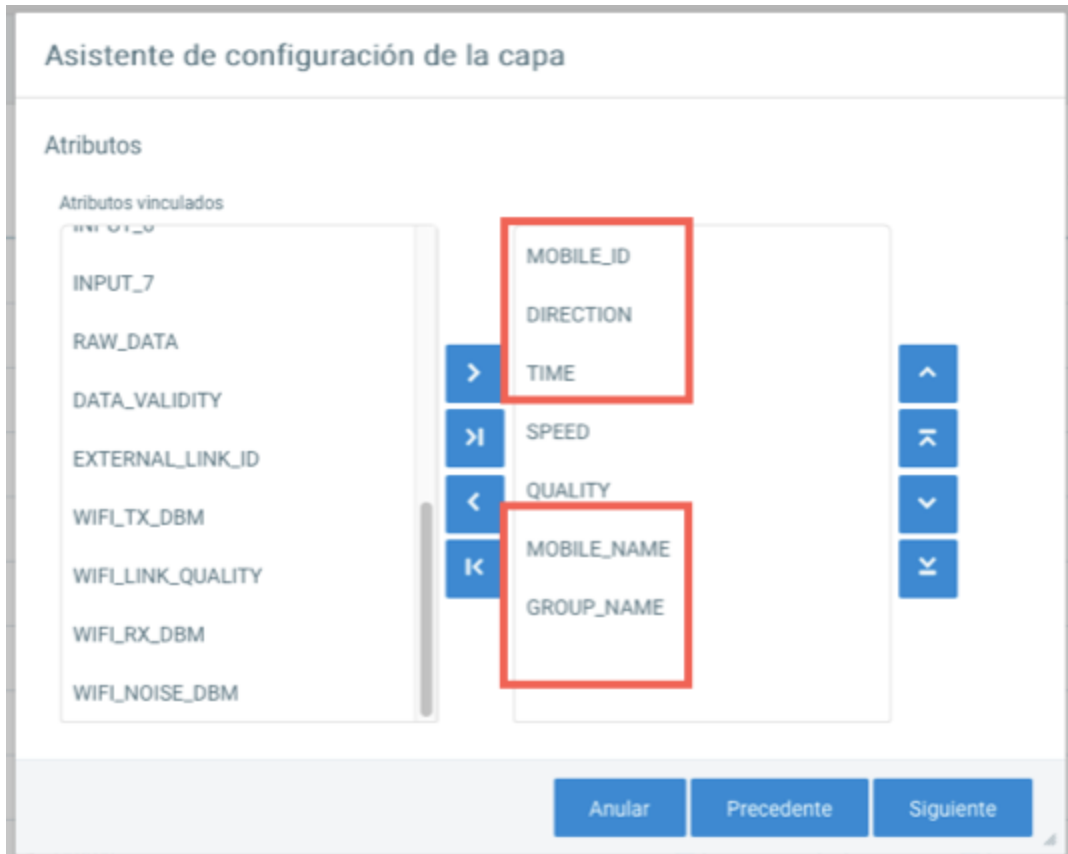 Asistente de configuración de la capa
Atributos
Atributos vinculados
INPUT_7
RAW_DATA
DATA_VALIDITY
EXTERNAL_LINK_ID
WIFI_TX_DBM
WIFI_LINK_QUALITY
WIFI_RX_DBM
WIFI_NOISE_DBM
MOBILE_ID
DIRECTION
TIME
SPEED
QUALITY
MOBILE_NAME
GROUP_NAME
Anular
Precedente
Siguiente